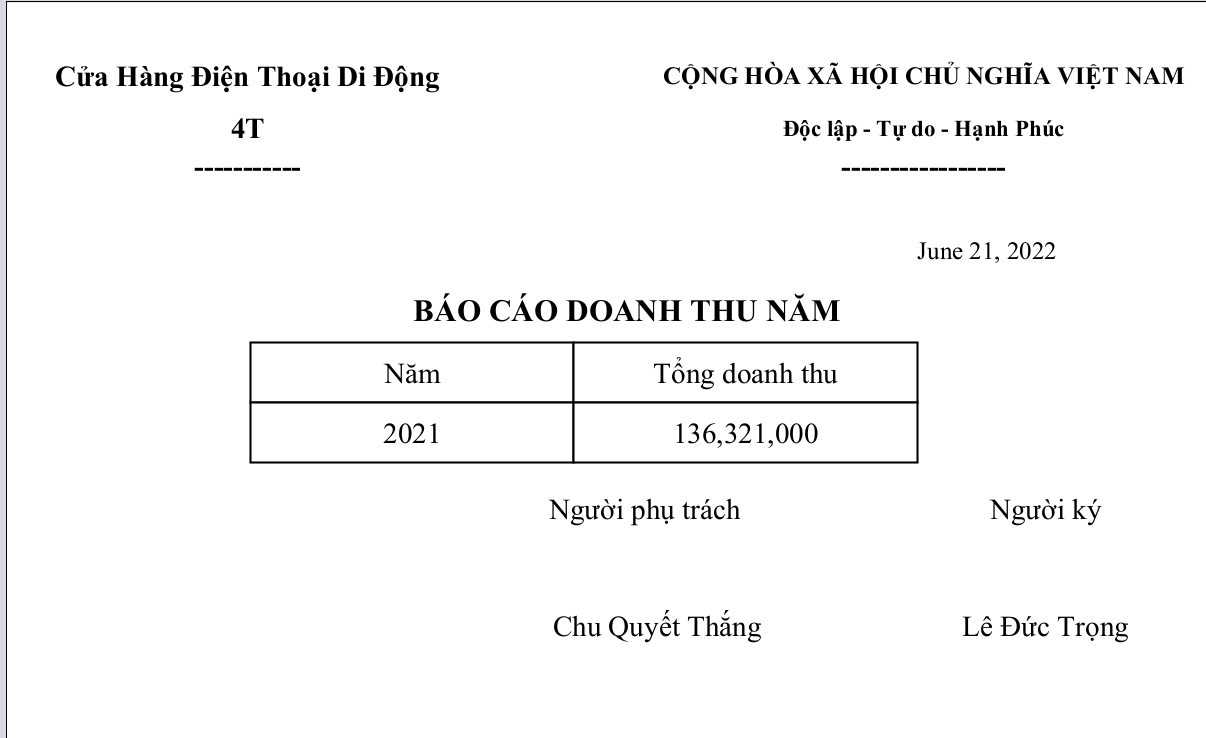 Cửa Hàng Điện Thoại Di Động
4T
-----------
CỘNG HÒA XÃ HỘI CHỦ NGHĨA VIỆT NAM
Độc lập - Tự do - Hạnh Phúc
-----------------
June 21, 2022
BÁO CÁO DOANH THU NĂM
Năm Tổng doanh thu
2021 136,321,000
Người phụ trách Người ký
Chu Quyết Thắng Lê Đức Trọng